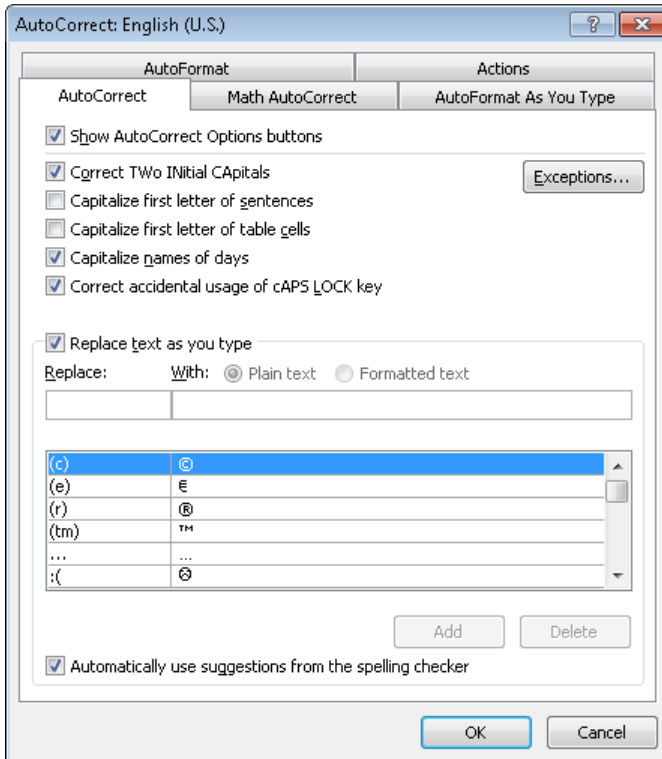 AutoCorrect: English (U.S.)
AutoFormat Actions
AutoCorrect Math AutoCorrect AutoFormat As You Type
Show AutoCorrect Options buttons
Correct TWo INitial CApitals Exceptions...
Capitalize first letter of sentences
Capitalize first letter of table cells
Capitalize names of days
Correct accidental usage of cAPS LOCK key
Replace text as you type
Replace: With: Plain text Formatted text
(c) ©
(e) €
(r) ®
(tm) ™
... ...
:( ☹
Add Delete
Automatically use suggestions from the spelling checker
OK Cancel